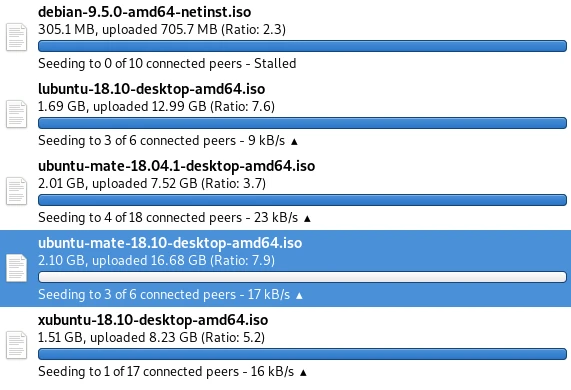 debian-9.5.0-amd64-netinst.iso
305.1 MB, uploaded 705.7 MB (Ratio: 2.3)
Seeding to 0 of 10 connected peers - Stalled
lubuntu-18.10-desktop-amd64.iso
1.69 GB, uploaded 12.99 GB (Ratio: 7.6)
Seeding to 3 of 6 connected peers - 9 kB/s ▲
ubuntu-mate-18.04.1-desktop-amd64.iso
2.01 GB, uploaded 7.52 GB (Ratio: 3.7)
Seeding to 4 of 18 connected peers - 23 kB/s ▲
ubuntu-mate-18.10-desktop-amd64.iso
2.10 GB, uploaded 16.68 GB (Ratio: 7.9)
Seeding to 3 of 6 connected peers - 17 kB/s ▲
xubuntu-18.10-desktop-amd64.iso
1.51 GB, uploaded 8.23 GB (Ratio: 5.2)
Seeding to 1 of 17 connected peers - 16 kB/s ▲